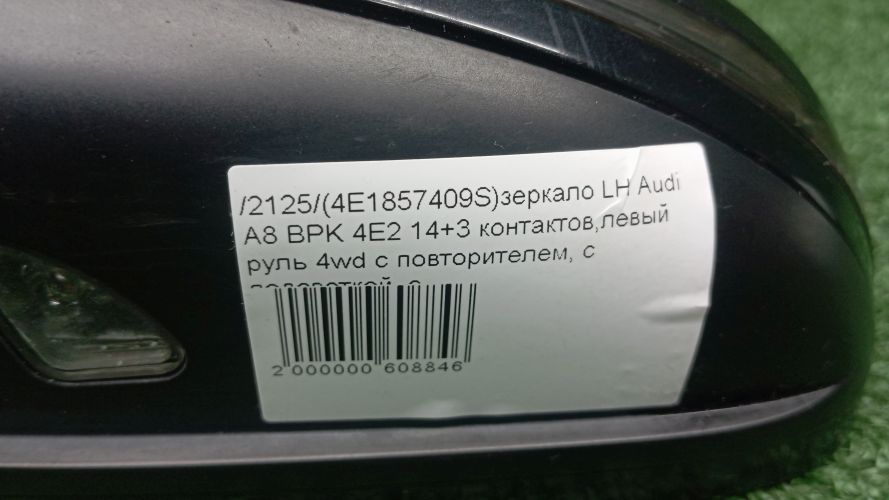 /2125/(4E1857409S)зеркало LH Audi
A8 BPK 4E2 14+3 контактов,левый
руль 4wd с повторителем, с
2 000000 608846